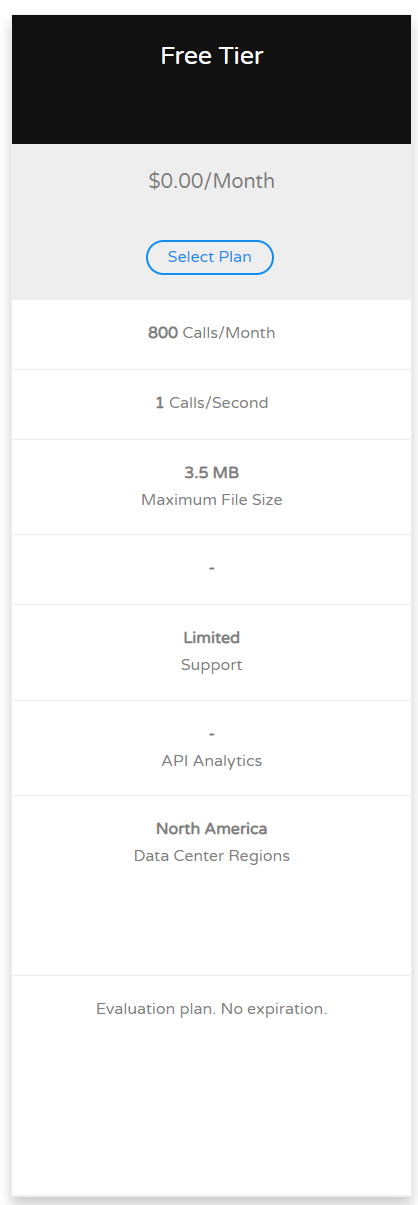 Free Tier
$0.00/Month
Select Plan
800 Calls/Month
1 Calls/Second
3.5 MB
Maximum File Size
-
Limited
Support
-
API Analytics
North America
Data Center Regions
Evaluation plan. No expiration.